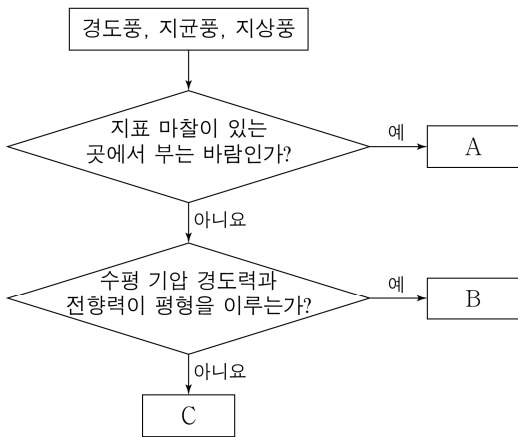 경도풍, 지균풍, 지상풍
지표 마찰이 있는
곳에서 부는 바람인가?
예
A
아니요
수평 기압 경도력과
전향력이 평형을 이루는가?
예
B
아니요
C